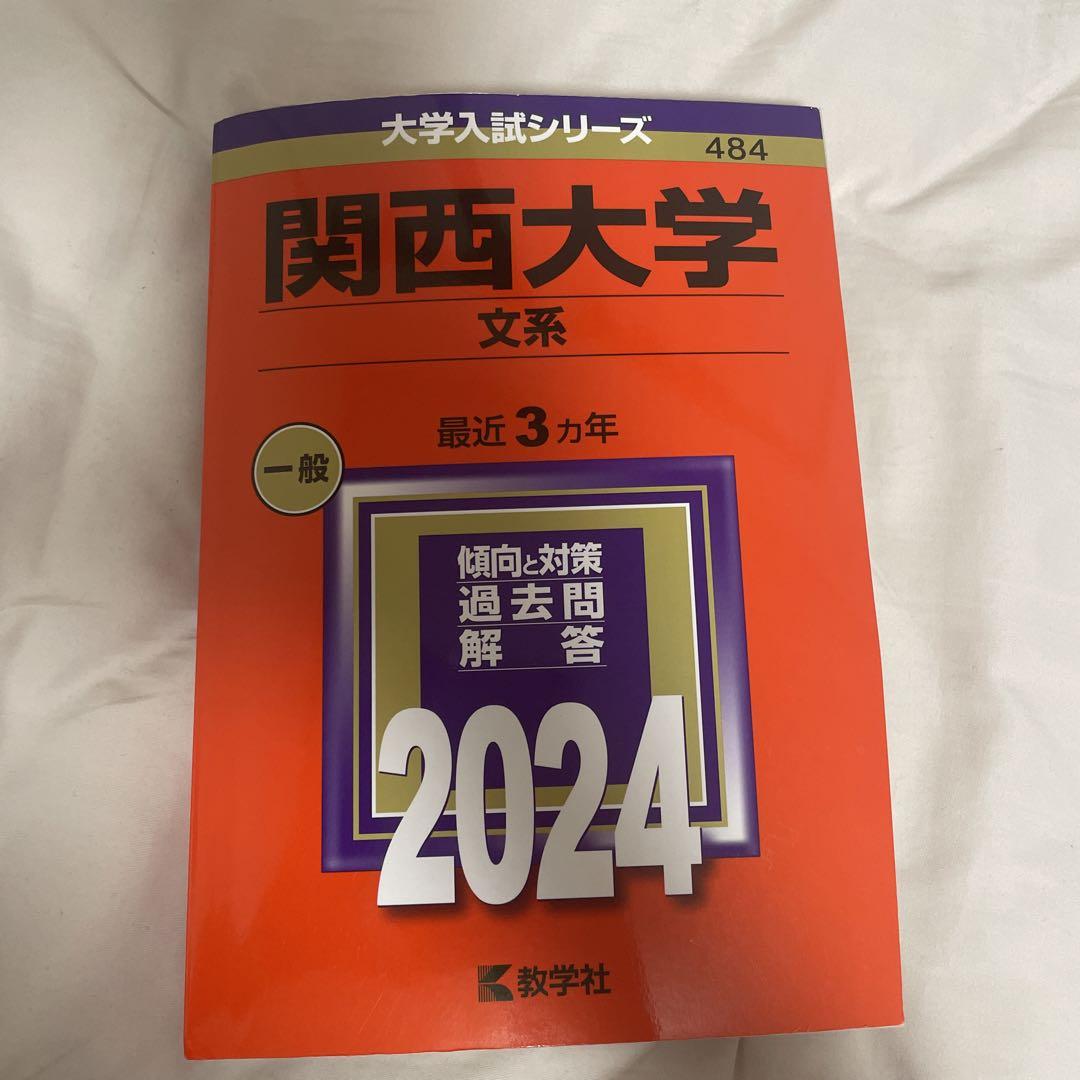 大学入試シリーズ
484
関西大学
文系
最近3カ年
一般
傾向と対策
過去問
解答
2024
教学社